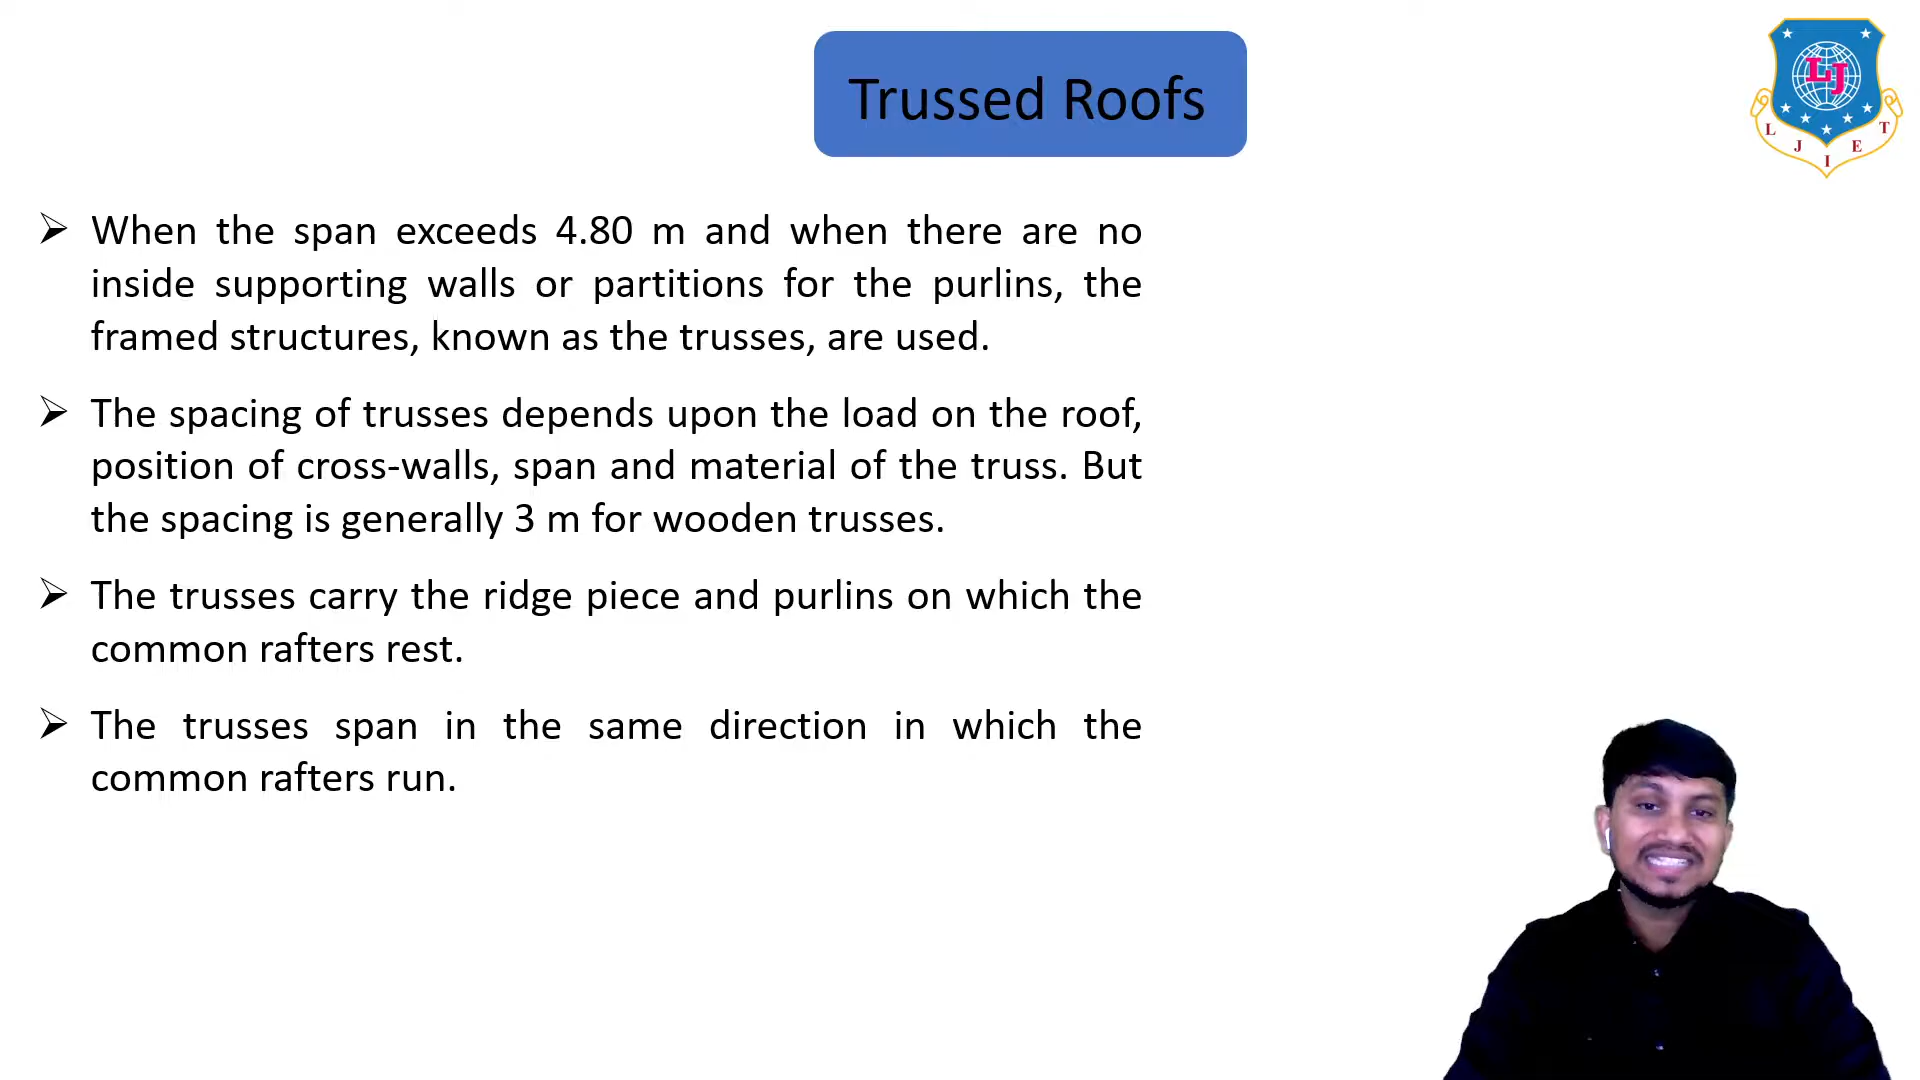 Trussed Roofs
LJ
L J I E T
When the span exceeds 4.80 m and when there are no
inside supporting walls or partitions for the purlins, the
framed structures, known as the trusses, are used.
The spacing of trusses depends upon the load on the roof,
position of cross-walls, span and material of the truss. But
the spacing is generally 3 m for wooden trusses.
The trusses carry the ridge piece and purlins on which the
common rafters rest.
The trusses span in the same direction in which the
common rafters run.